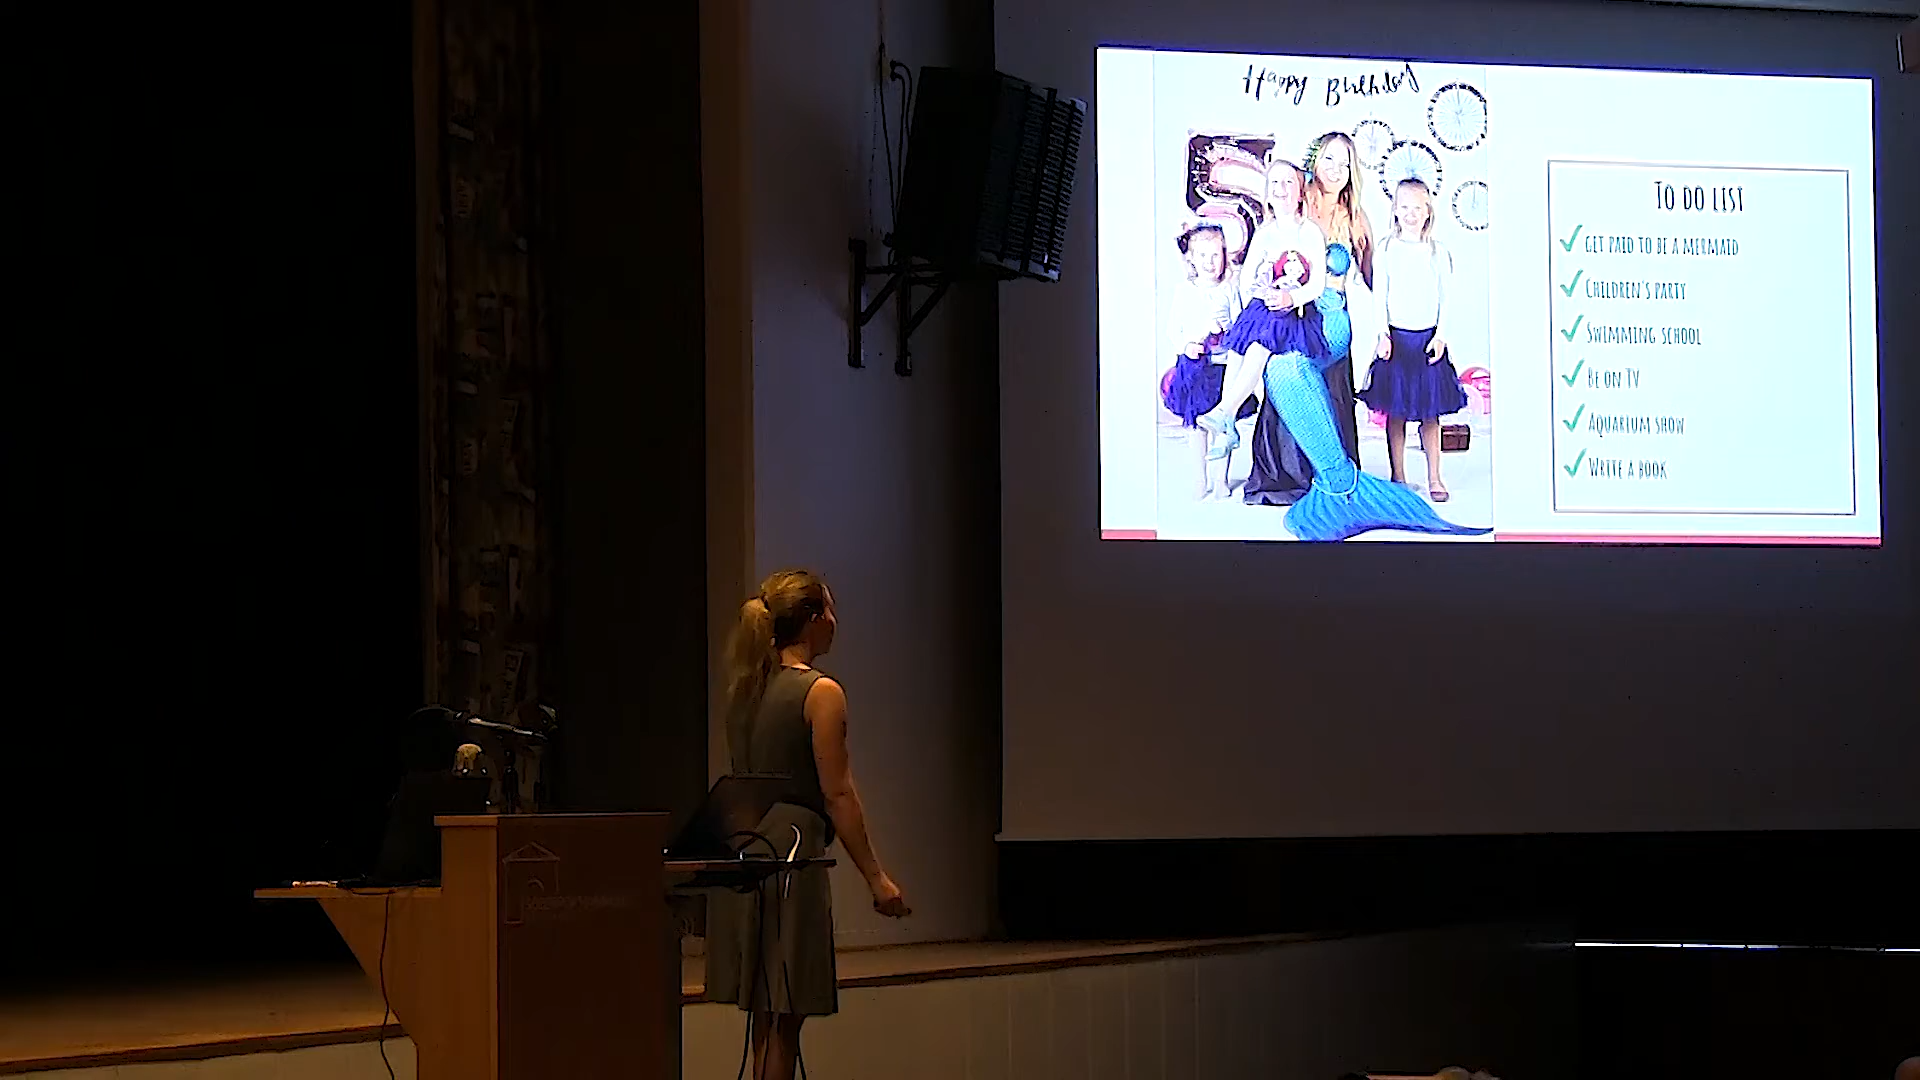 Happy Birthday
5
TO DO LIST
GET PAID TO BE A MERMAID
CHILDREN'S PARTY
SWIMMING SCHOOL
BE ON TV
AQUARIUM SHOW
WRITE A BOOK